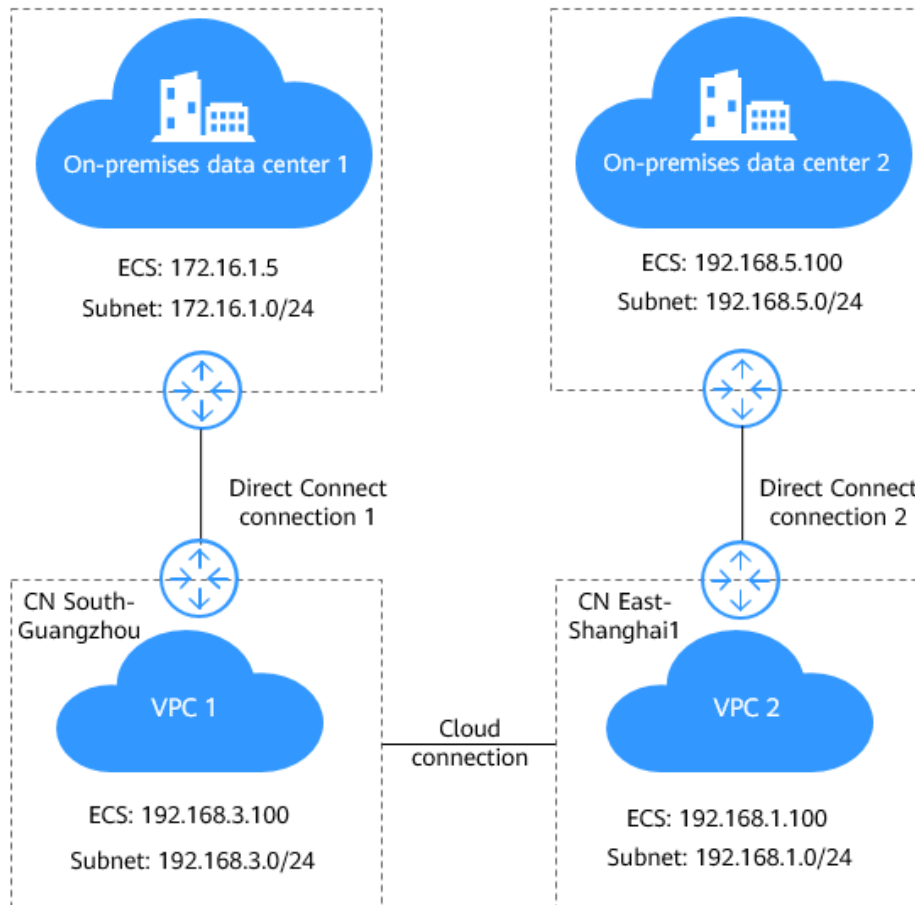 On-premises data center 1
On-premises data center 2
ECS: 172.16.1.5
Subnet: 172.16.1.0/24
ECS: 192.168.5.100
Subnet: 192.168.5.0/24
Direct Connect
connection 1
Direct Connect
connection 2
CN South-
Guangzhou
CN East-
Shanghai1
VPC 1
VPC 2
Cloud
connection
ECS: 192.168.3.100
Subnet: 192.168.3.0/24
ECS: 192.168.1.100
Subnet: 192.168.1.0/24